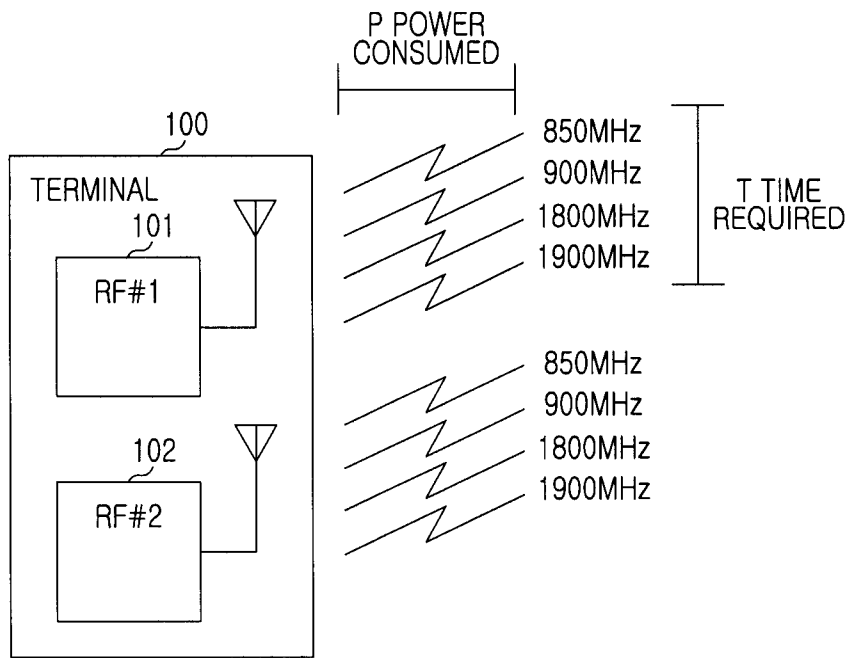 P POWER
CONSUMED
100
TERMINAL
101
RF#1
850MHz
900MHz
1800MHz
1900MHz
T TIME
REQUIRED
102
RF#2
850MHz
900MHz
1800MHz
1900MHz